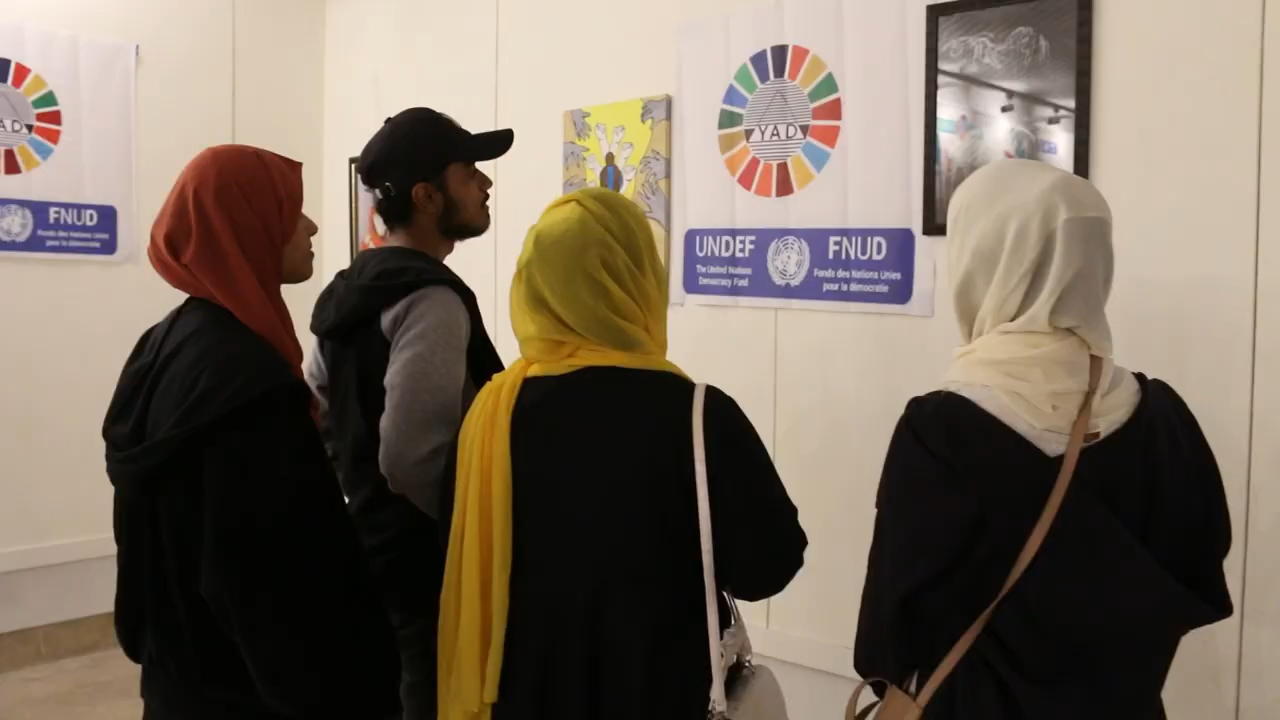 AD
FNUD
Fonds des Nations Unies
pour la démocratie
YAD
UNDEF
The United Nations
Democracy Fund
FNUD
Fonds des Nations Unies
pour la démocratie